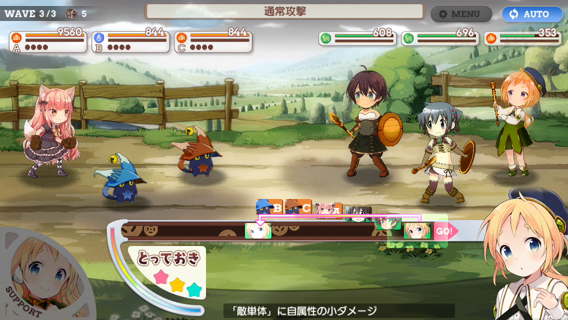 WAVE 3/3
5
通常攻撃
MENU
AUTO
9560
844
844
608
696
353
A
B
C
B
C
GO!
とっておき
SUPPORT
「敵単体」に自属性の小ダメージ